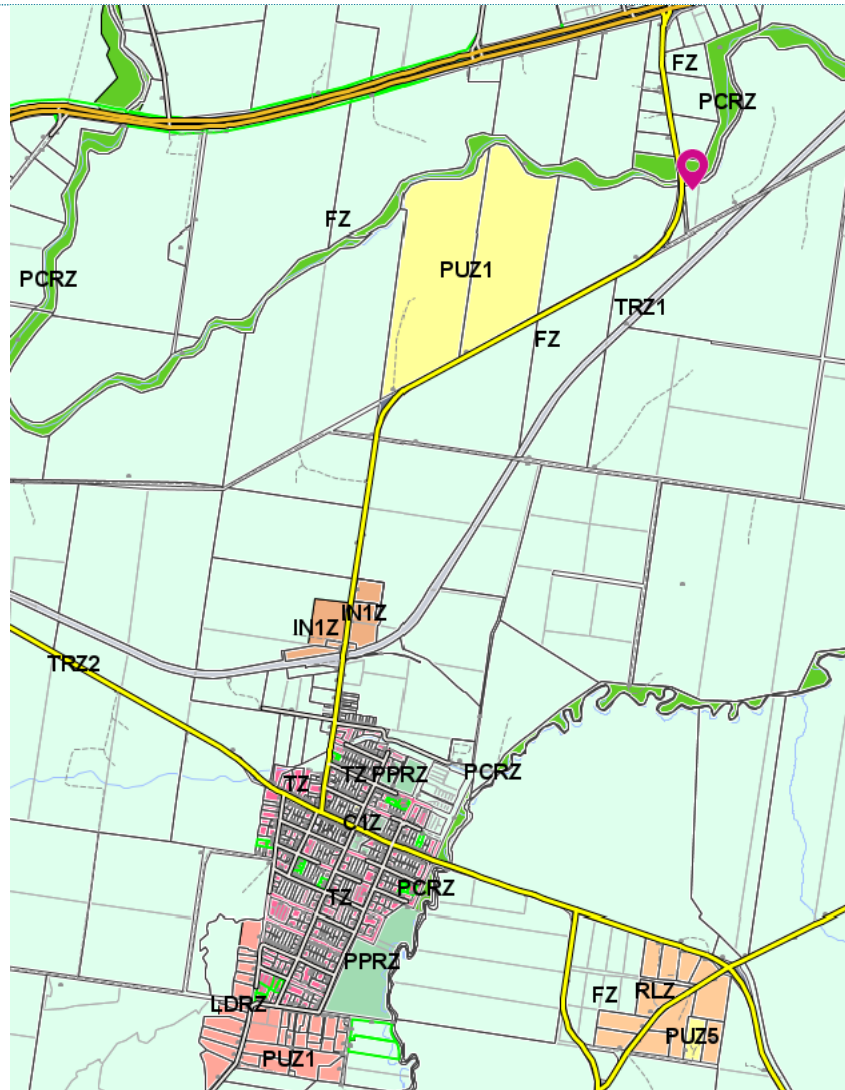 FZ
PCRZ
FZ
PCRZ
PUZ1
TRZ1
FZ
IN1Z
IN1Z
TRZ2
TZ
TZ
PPRZ
PCRZ
C1Z
TZ
PCRZ
PPRZ
LDRZ
FZ
RLZ
PUZ5
PUZ1